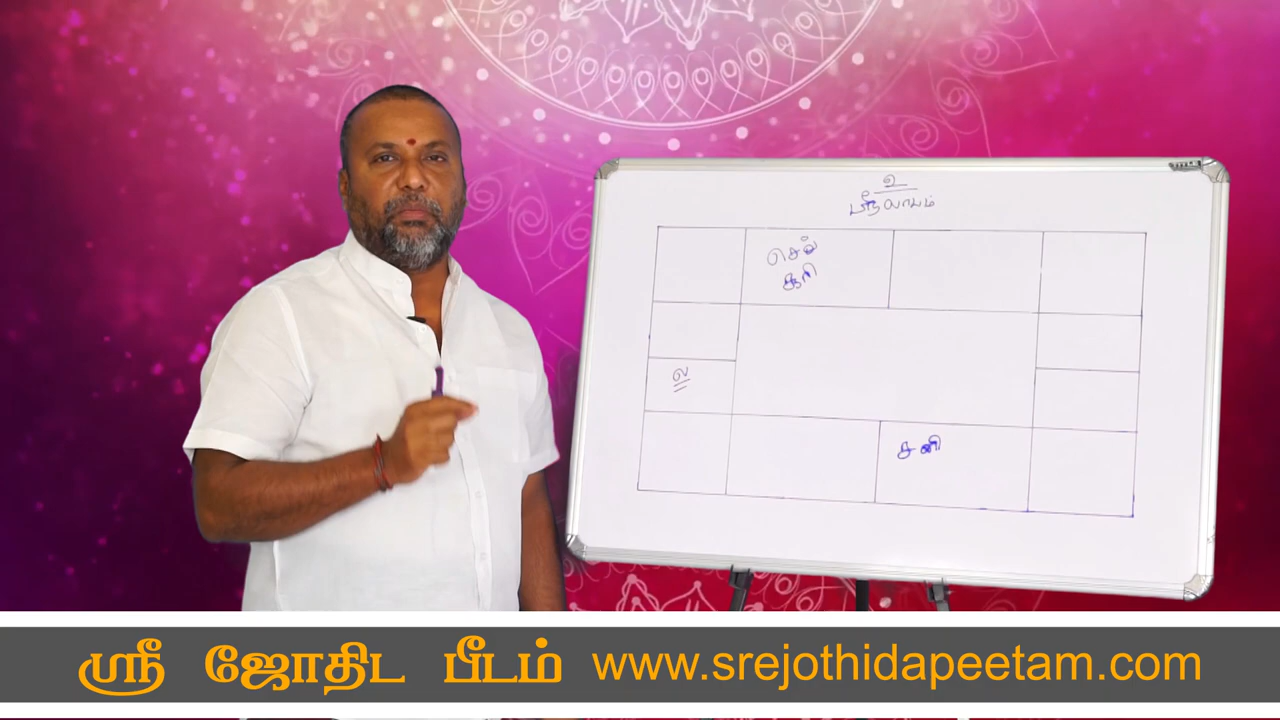 உ
செவ்
சூரி
ல
சனி
ஸ்ரீ ஜோதிட பீடம் www.srejothidapeetam.com